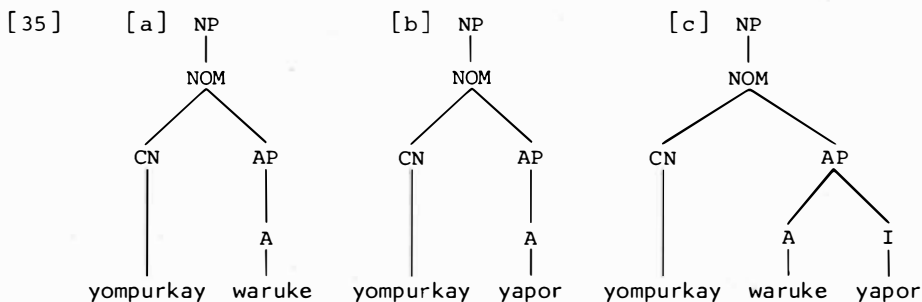 [35] [a] NP [b] NP [c] NP
NOM NOM NOM
CN AP CN AP CN AP
A A A I
yompurkay waruke yompurkay yapor yompurkay waruke yapor